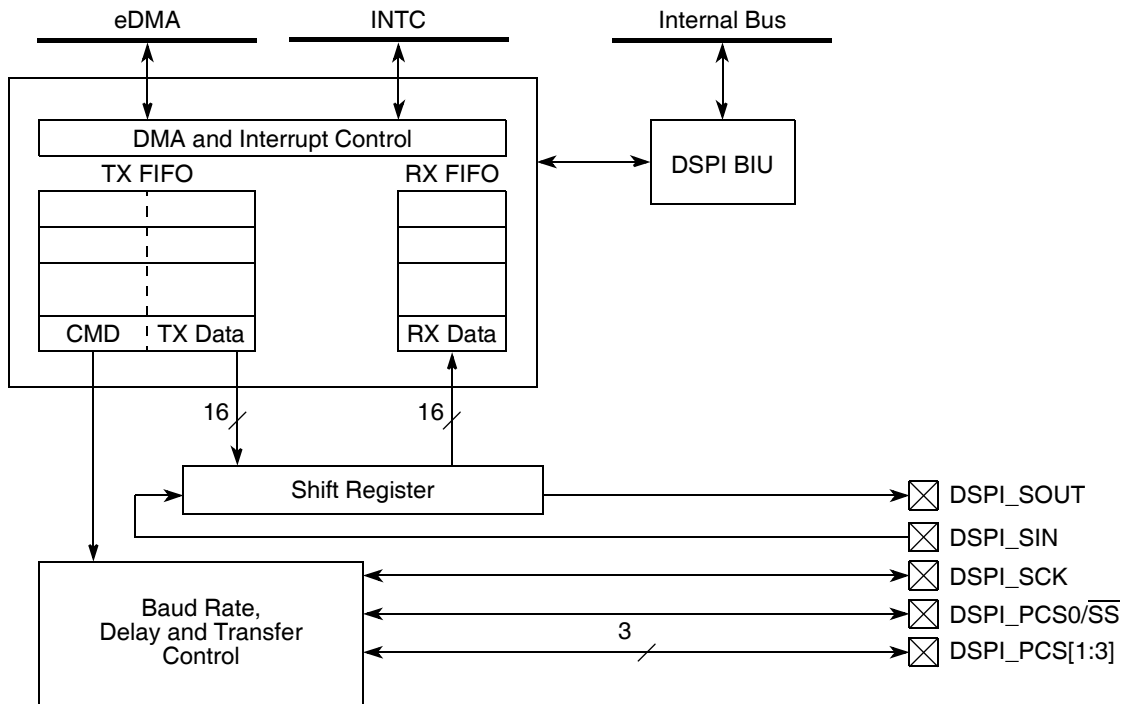 eDMA
INTC
Internal Bus
DMA and Interrupt Control
DSPI BIU
TX FIFO
RX FIFO
CMD
TX Data
RX Data
16
16
Shift Register
DSPI_SOUT
DSPI_SIN
DSPI_SCK
DSPI_PCS0/S̅S̅
3
DSPI_PCS[1:3]
Baud Rate,
Delay and Transfer
Control